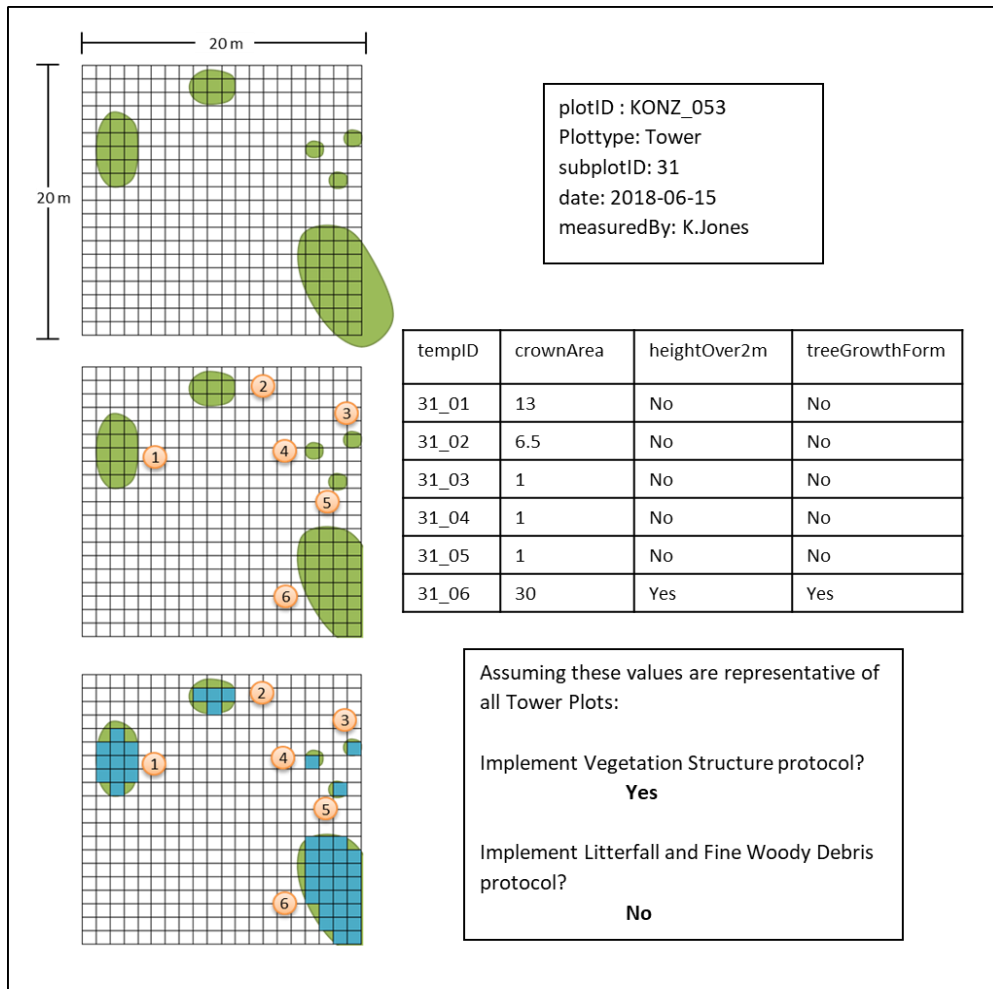 20 m
20 m
plotID : KONZ_053
Plottype: Tower
subplotID: 31
date: 2018-06-15
measuredBy: K.Jones
2
3
4
1
5
6
tempID crownArea heightOver2m treeGrowthForm
31_01 13 No No
31_02 6.5 No No
31_03 1 No No
31_04 1 No No
31_05 1 No No
31_06 30 Yes Yes
2
3
4
1
5
6
Assuming these values are representative of
all Tower Plots:
Implement Vegetation Structure protocol?
Yes
Implement Litterfall and Fine Woody Debris
protocol?
No